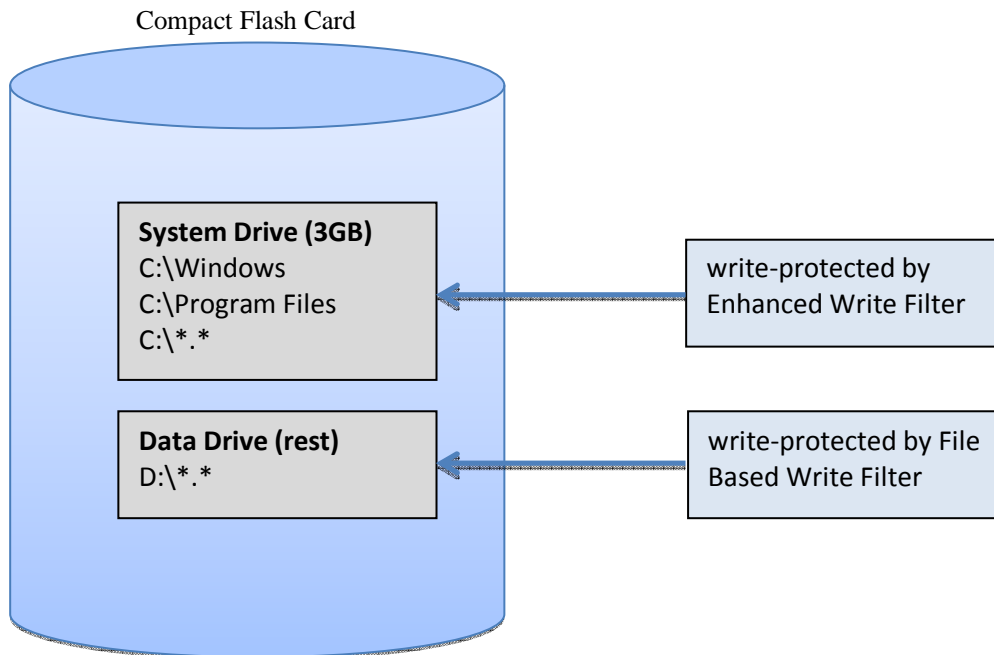 Compact Flash Card
System Drive (3GB)
C:\Windows
C:\Program Files
C:\*.*
write-protected by
Enhanced Write Filter
Data Drive (rest)
D:\*.*
write-protected by File
Based Write Filter